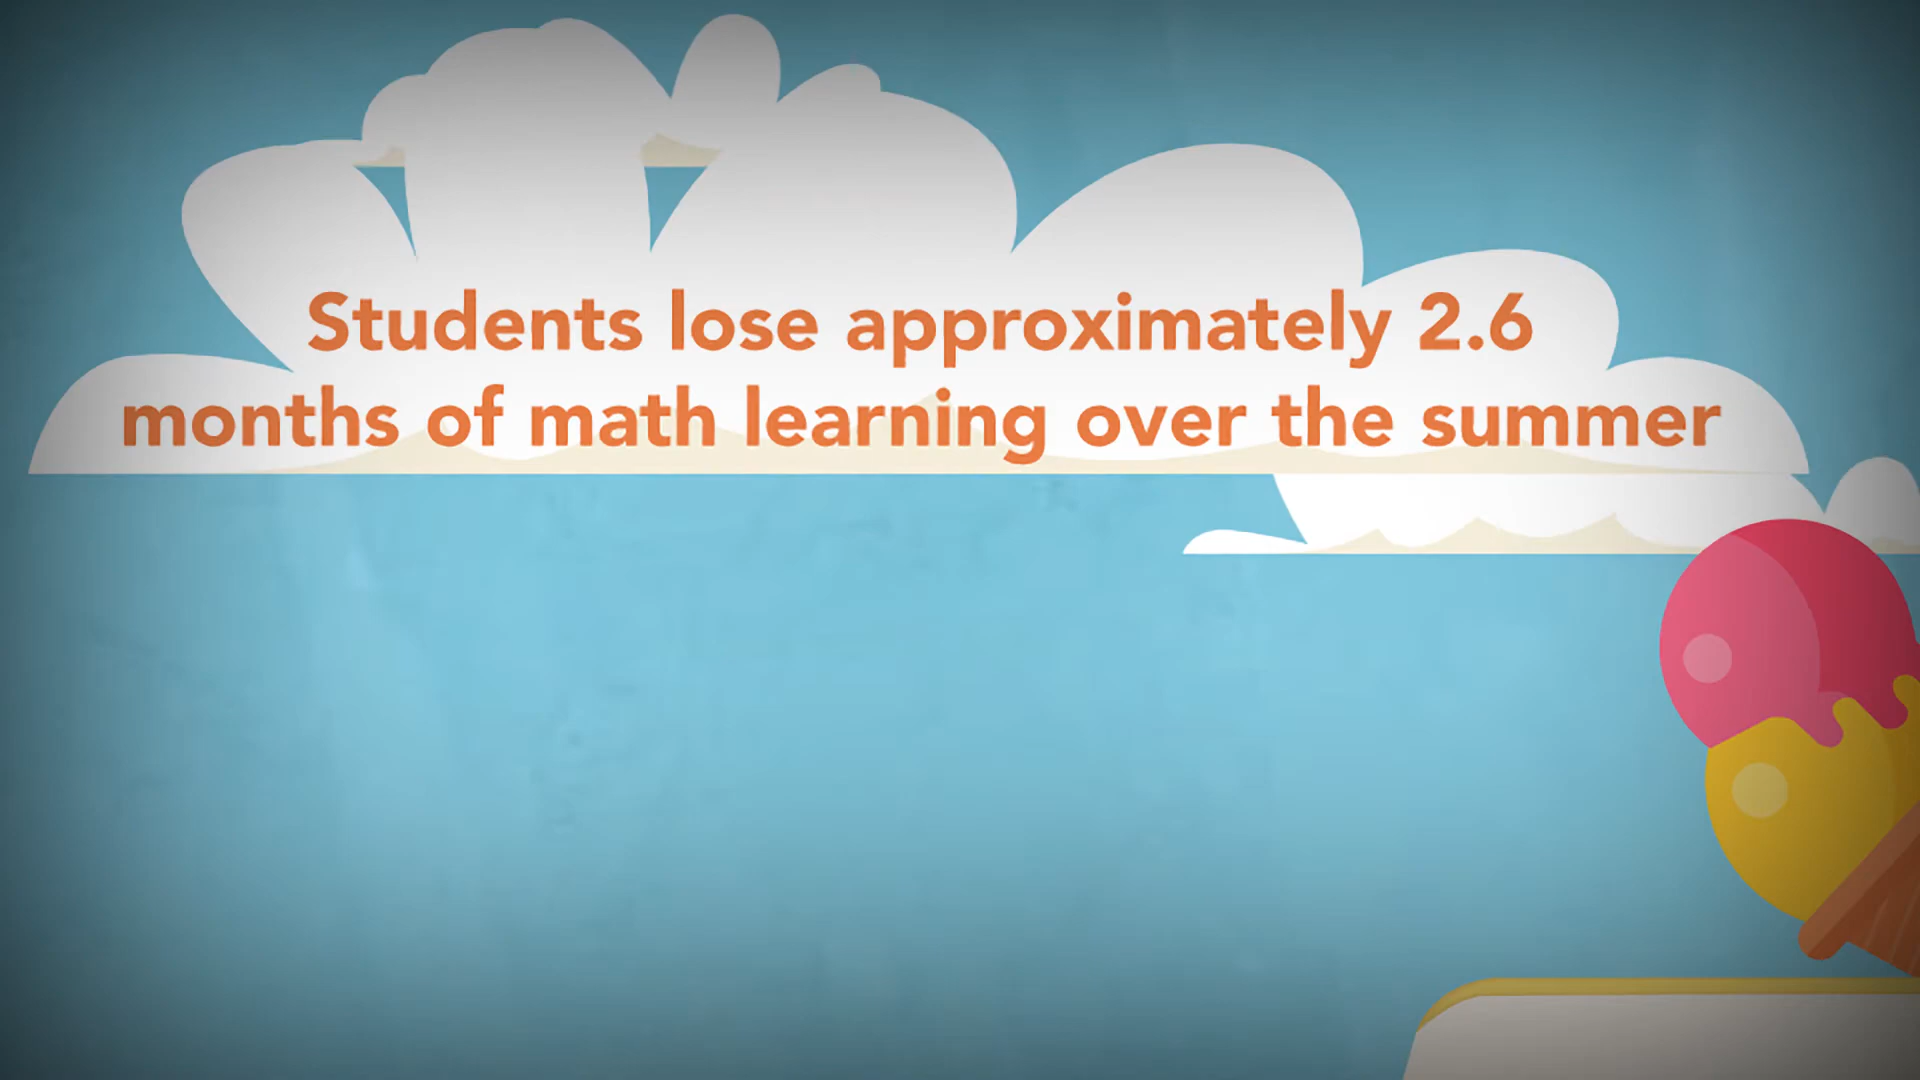 Students lose approximately 2.6
months of math learning over the summer